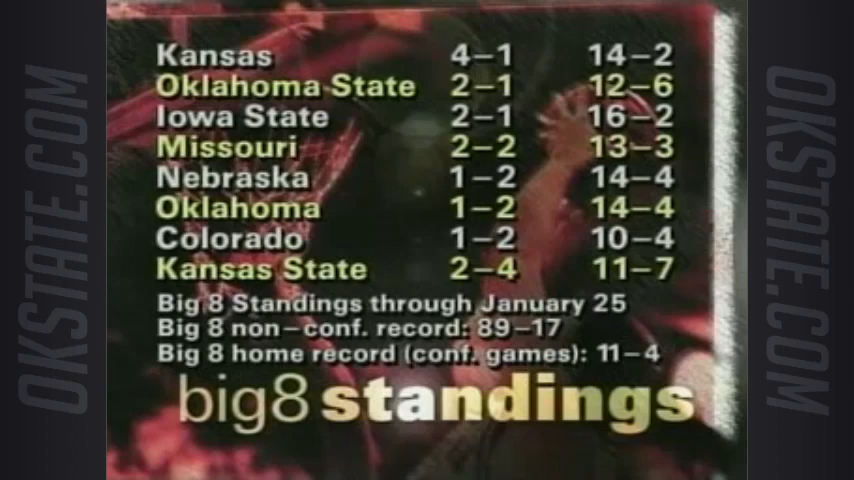 Kansas 4-1 14-2
Oklahoma State 2-1 12-6
Iowa State 2-1 16-2
Missouri 2-2 13-3
Nebraska 1-2 14-4
Oklahoma 1-2 14-4
Colorado 1-2 10-4
Kansas State 2-4 11-7
Big 8 Standings through January 25
Big 8 non-conf. record: 89-17
Big 8 home record (conf. games): 11-4
big8 standings
OKSTATE.COM
OKSTATE.COM